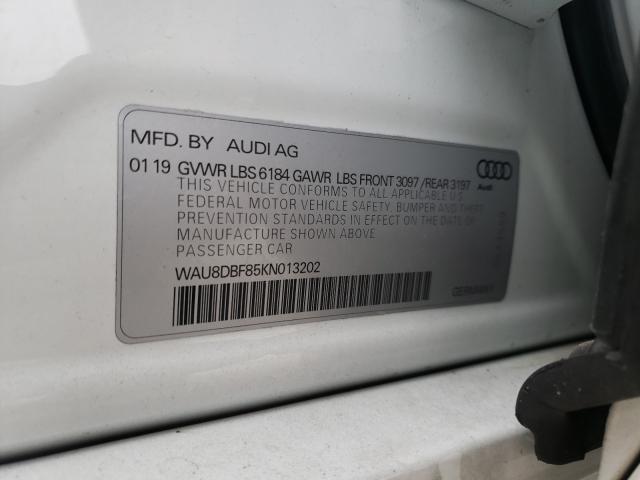 MFD. BY AUDI AG
01 19 GVWR LBS 6184 GAWR LBS FRONT 3097 / REAR 3197
Audi
THIS VEHICLE CONFORMS TO ALL APPLICABLE U.S
FEDERAL MOTOR VEHICLE SAFETY, BUMPER AND THEFT
PREVENTION STANDARDS IN EFFECT ON THE DATE OF
MANUFACTURE SHOWN ABOVE.
PASSENGER CAR
WAU8DBF85KN013202
GERMANY